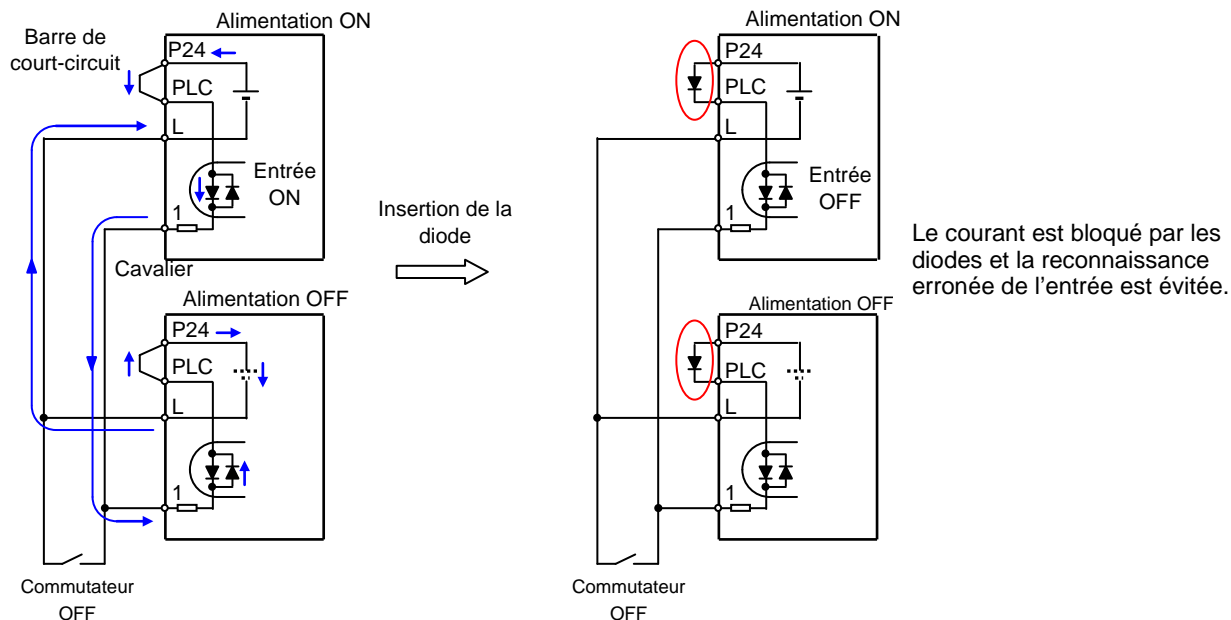 Alimentation ON
Barre de
court-circuit
P24
PLC
L
Entrée
ON
1
Cavalier
Alimentation OFF
P24
PLC
L
1
Commutateur
OFF
Insertion de la
diode
Alimentation ON
P24
PLC
L
Entrée
OFF
1
Alimentation OFF
P24
PLC
L
1
Commutateur
OFF
Le courant est bloqué par les
diodes et la reconnaissance
erronée de l'entrée est évitée.